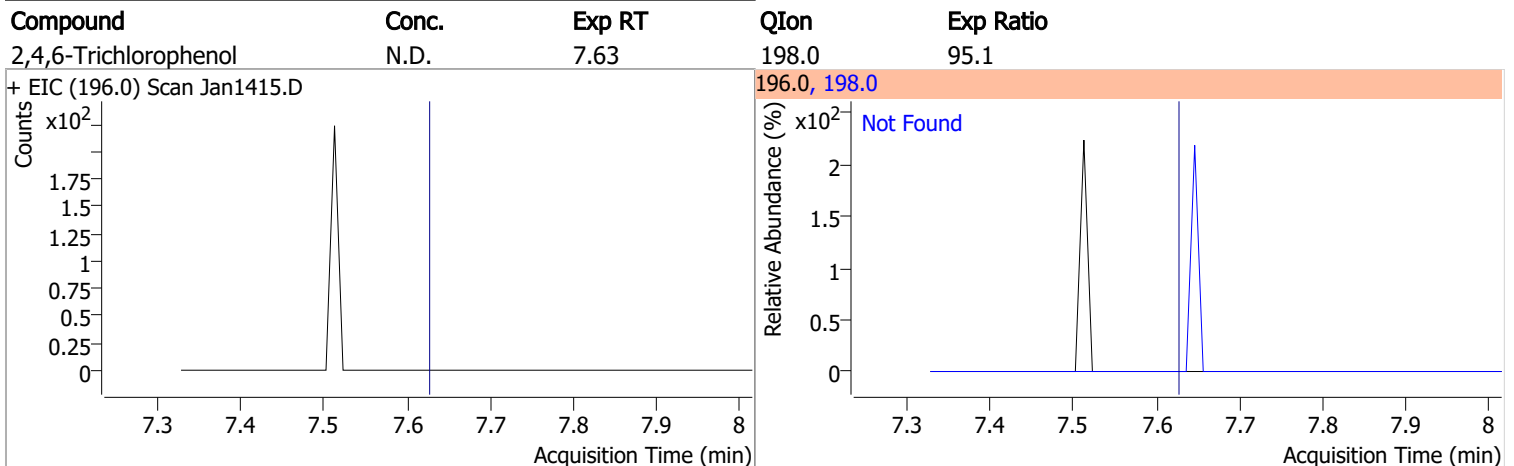 Compound Conc. Exp RT QIon Exp Ratio
2,4,6-Trichlorophenol N.D. 7.63 198.0 95.1
+ EIC (196.0) Scan Jan1415.D
Counts
x10²
1.75
1.5
1.25
1
0.75
0.5
0.25
0
7.3 7.4 7.5 7.6 7.7 7.8 7.9 8
Acquisition Time (min)
196.0, 198.0
Relative Abundance (%)
x10²
Not Found
2
1.5
1
0.5
0
7.3 7.4 7.5 7.6 7.7 7.8 7.9 8
Acquisition Time (min)